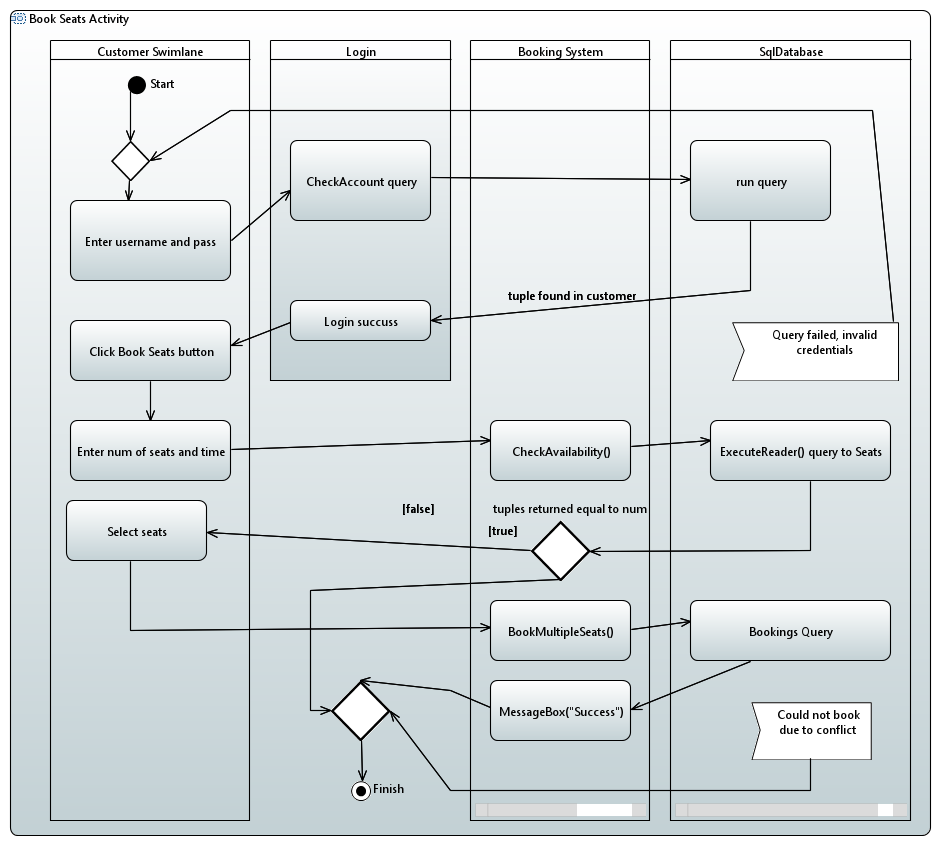 Book Seats Activity
Customer Swimlane
Login
Booking System
SqlDatabase
Start
CheckAccount query
run query
Enter username and pass
tuple found in customer
Login succuss
Query failed, invalid
credentials
Click Book Seats button
Enter num of seats and time
CheckAvailability()
ExecuteReader() query to Seats
[false]
tuples returned equal to num
[true]
Select seats
BookMultipleSeats()
Bookings Query
MessageBox("Success")
Could not book
due to conflict
Finish